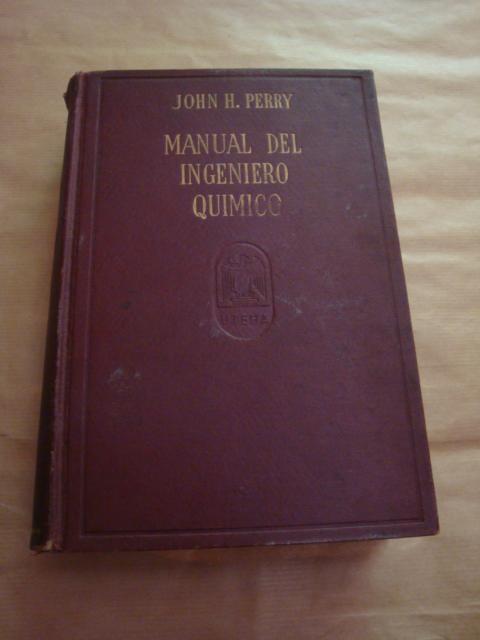 JOHN H. PERRY
MANUAL DEL
INGENIERO
QUIMICO
UTEHA